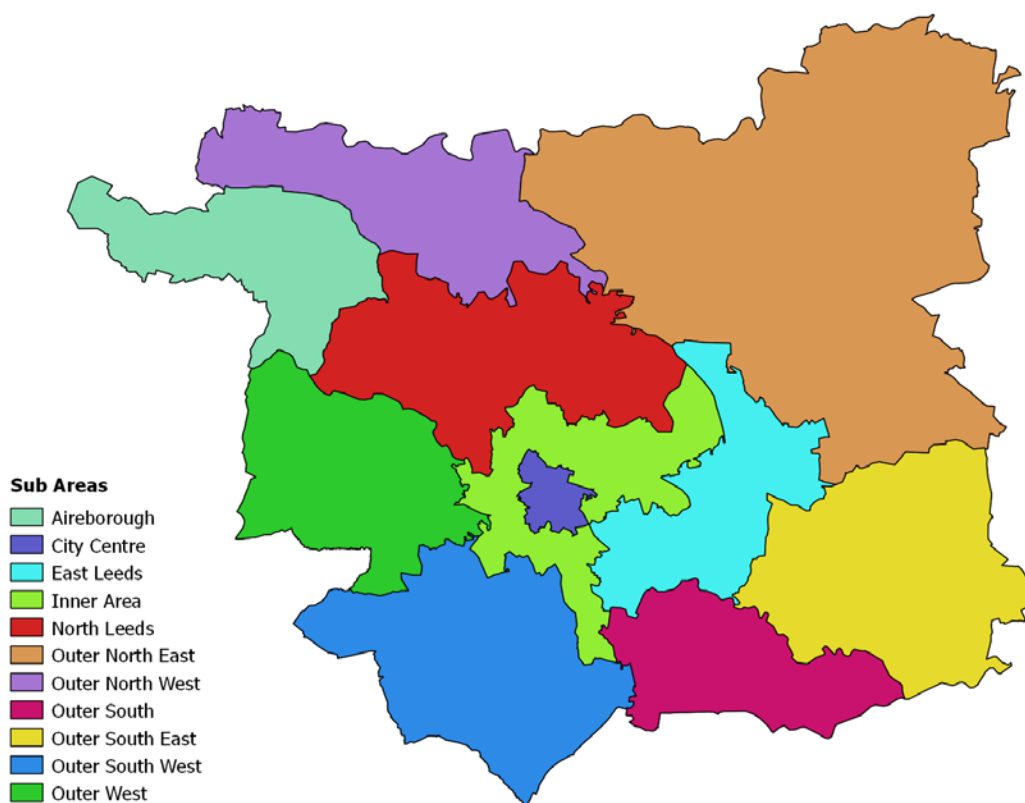 Sub Areas
Aireborough
City Centre
East Leeds
Inner Area
North Leeds
Outer North East
Outer North West
Outer South
Outer South East
Outer South West
Outer West